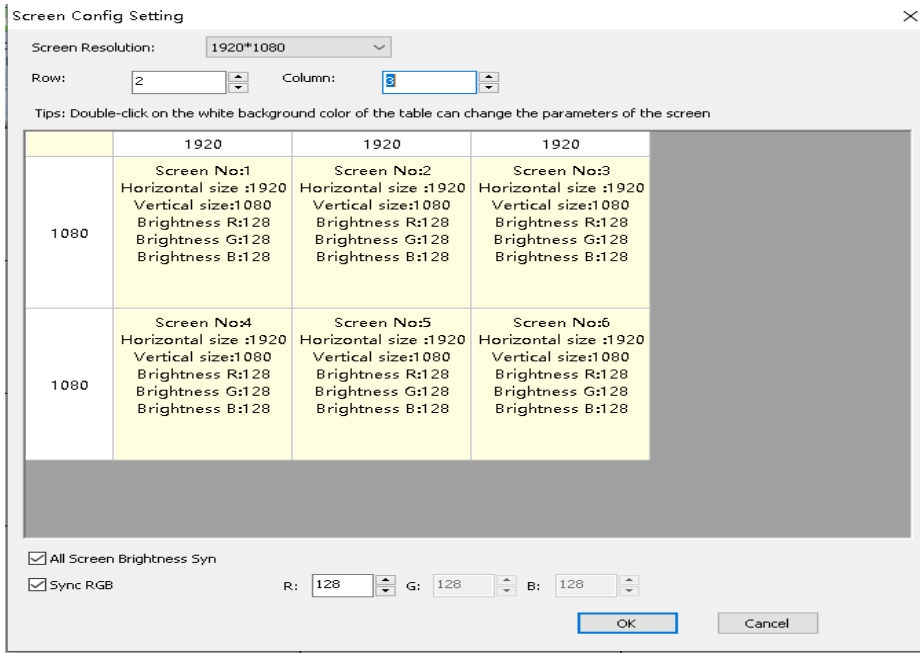 Screen Config Setting
Screen Resolution: 1920*1080
Row: 2 Column: 3
Tips: Double-click on the white background color of the table can change the parameters of the screen
1920 1920 1920
1080
Screen No:1
Horizontal size :1920
Vertical size:1080
Brightness R:128
Brightness G:128
Brightness B:128
Screen No:2
Horizontal size :1920
Vertical size:1080
Brightness R:128
Brightness G:128
Brightness B:128
Screen No:3
Horizontal size :1920
Vertical size:1080
Brightness R:128
Brightness G:128
Brightness B:128
1080
Screen No:4
Horizontal size :1920
Vertical size:1080
Brightness R:128
Brightness G:128
Brightness B:128
Screen No:5
Horizontal size :1920
Vertical size:1080
Brightness R:128
Brightness G:128
Brightness B:128
Screen No:6
Horizontal size :1920
Vertical size:1080
Brightness R:128
Brightness G:128
Brightness B:128
All Screen Brightness Syn
Sync RGB R: 128 G: 128 B: 128
OK Cancel